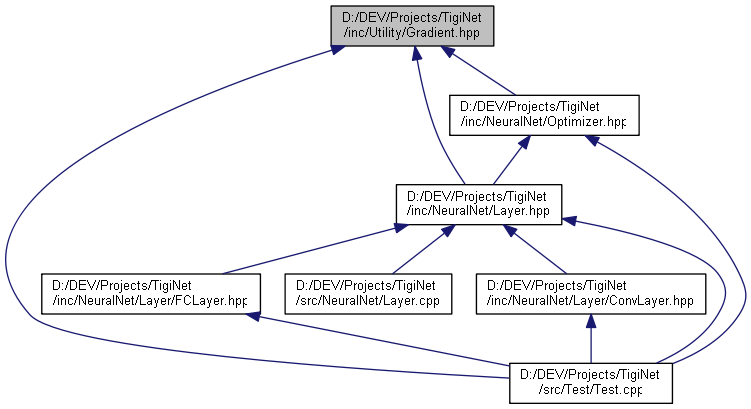 D:/DEV/Projects/TigiNet
/inc/Utility/Gradient.hpp
D:/DEV/Projects/TigiNet
/inc/NeuralNet/Optimizer.hpp
D:/DEV/Projects/TigiNet
/inc/NeuralNet/Layer.hpp
D:/DEV/Projects/TigiNet
/inc/NeuralNet/Layer/FCLayer.hpp
D:/DEV/Projects/TigiNet
/src/NeuralNet/Layer.cpp
D:/DEV/Projects/TigiNet
/inc/NeuralNet/Layer/ConvLayer.hpp
D:/DEV/Projects/TigiNet
/src/Test/Test.cpp